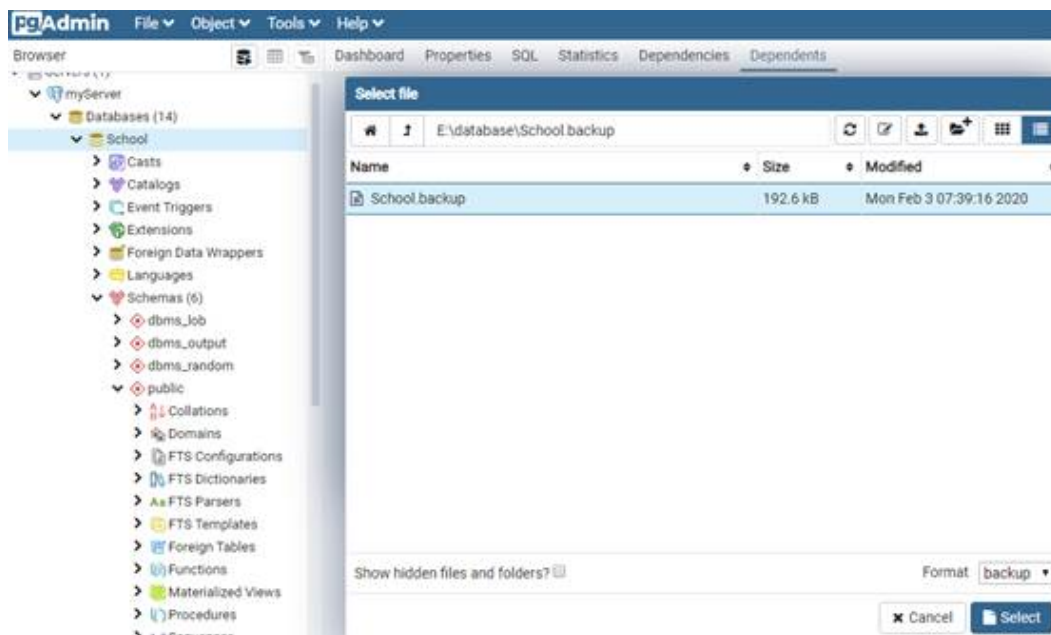 pgAdmin File Object Tools Help
Browser Dashboard Properties SQL Statistics Dependencies Dependents
Servers (1)
myServer
Databases (14)
School
Casts
Catalogs
Event Triggers
Extensions
Foreign Data Wrappers
Languages
Schemas (6)
dbms_lob
dbms_output
dbms_random
public
Collations
Domains
FTS Configurations
FTS Dictionaries
FTS Parsers
FTS Templates
Foreign Tables
Functions
Materialized Views
Procedures
Sequences
Select file
E:\database\School.backup
Name Size Modified
School.backup 192.6 kB Mon Feb 3 07:39:16 2020
Show hidden files and folders? Format backup
Cancel Select